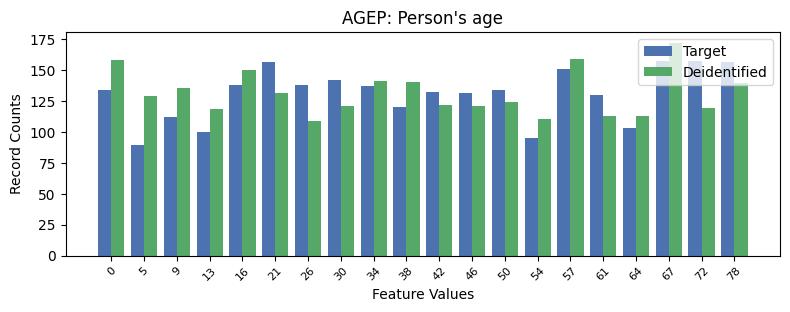 AGEP: Person's age
Target
Deidentified
Record Counts
175
150
125
100
75
50
25
0
0 5 9 13 16 21 26 30 34 38 42 46 50 54 57 61 64 67 72 78
Feature Values